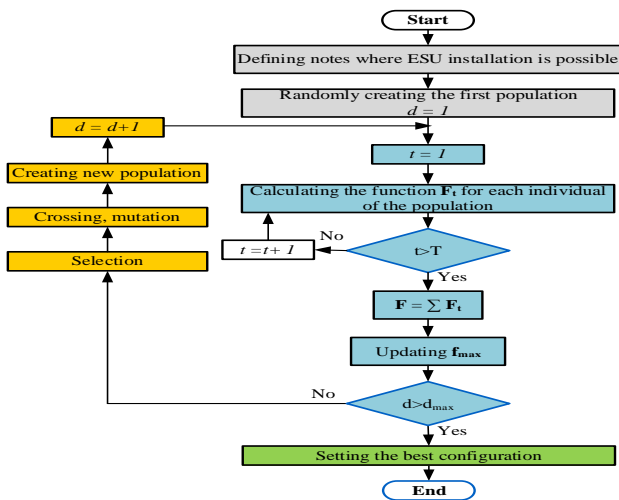 Start
Defining notes where ESU installation is possible
Randomly creating the first population
d = 1
d = d+1
t = 1
Creating new population
Calculating the function Ft for each individual
of the population
Crossing, mutation
No
t =t+ 1
t>T
Selection
Yes
F = ∑ Ft
Updating fmax
No
d>dmax
Yes
Setting the best configuration
End